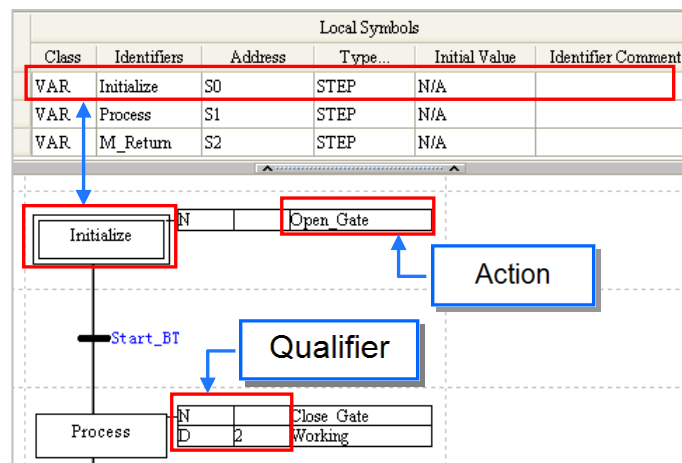 Local Symbols
Class Identifiers Address Type... Initial Value Identifier Comment
VAR Initialize S0 STEP N/A
VAR Process S1 STEP N/A
VAR M_Return S2 STEP N/A
N Open_Gate
Initialize
Action
Start_BT
Qualifier
N Close_Gate
Process
D 2 Working